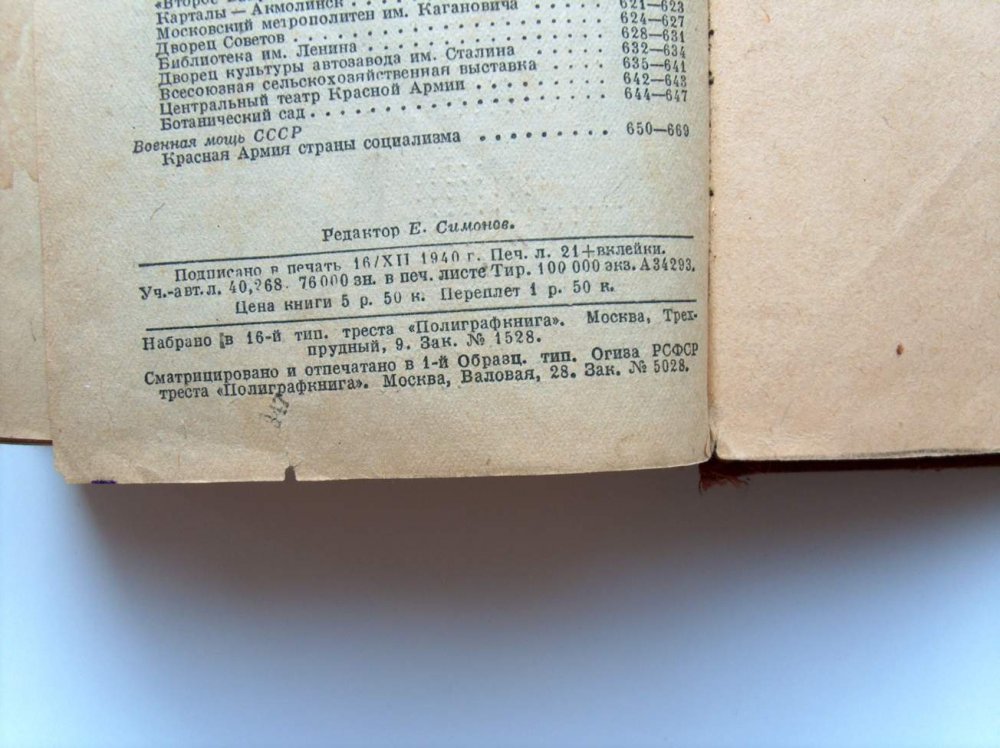 «Второе
Карталы — Акмолинск . . . . . 621—623
Московский метрополитен им. Кагановича . . . . 624—627
Дворец Советов . . . . . . . . . . 628—631
Библиотека им. Ленина . . . . . . . . . 632—634
Дворец культуры автозавода им. Сталина . . . . 635—641
Всесоюзная сельскохозяйственная выставка . . . . 642—643
Центральный театр Красной Армии . . . . . . 644—647
Ботанический сад . . . . . . . . . .
Военная мощь СССР
Красная Армия страны социализма . . . . . . . . 650—669
Редактор Е. Симонов.
Подписано в печать 16/XII 1940 г. Печ. л. 21+вклейки.
Уч.-авт. л. 40,268. 76000 зн. в печ. листе Тир. 100 000 экз. А34293.
Цена книги 5 р. 50 к. Переплет 1 р. 50 к.
Набрано в 16-й тип. треста «Полиграфкнига». Москва, Трех-
прудный, 9. Зак. № 1528.
Сматрицировано и отпечатано в 1-й Образц. тип. Огиза РСФСР
треста «Полиграфкнига». Москва, Валовая, 28. Зак. № 5028.